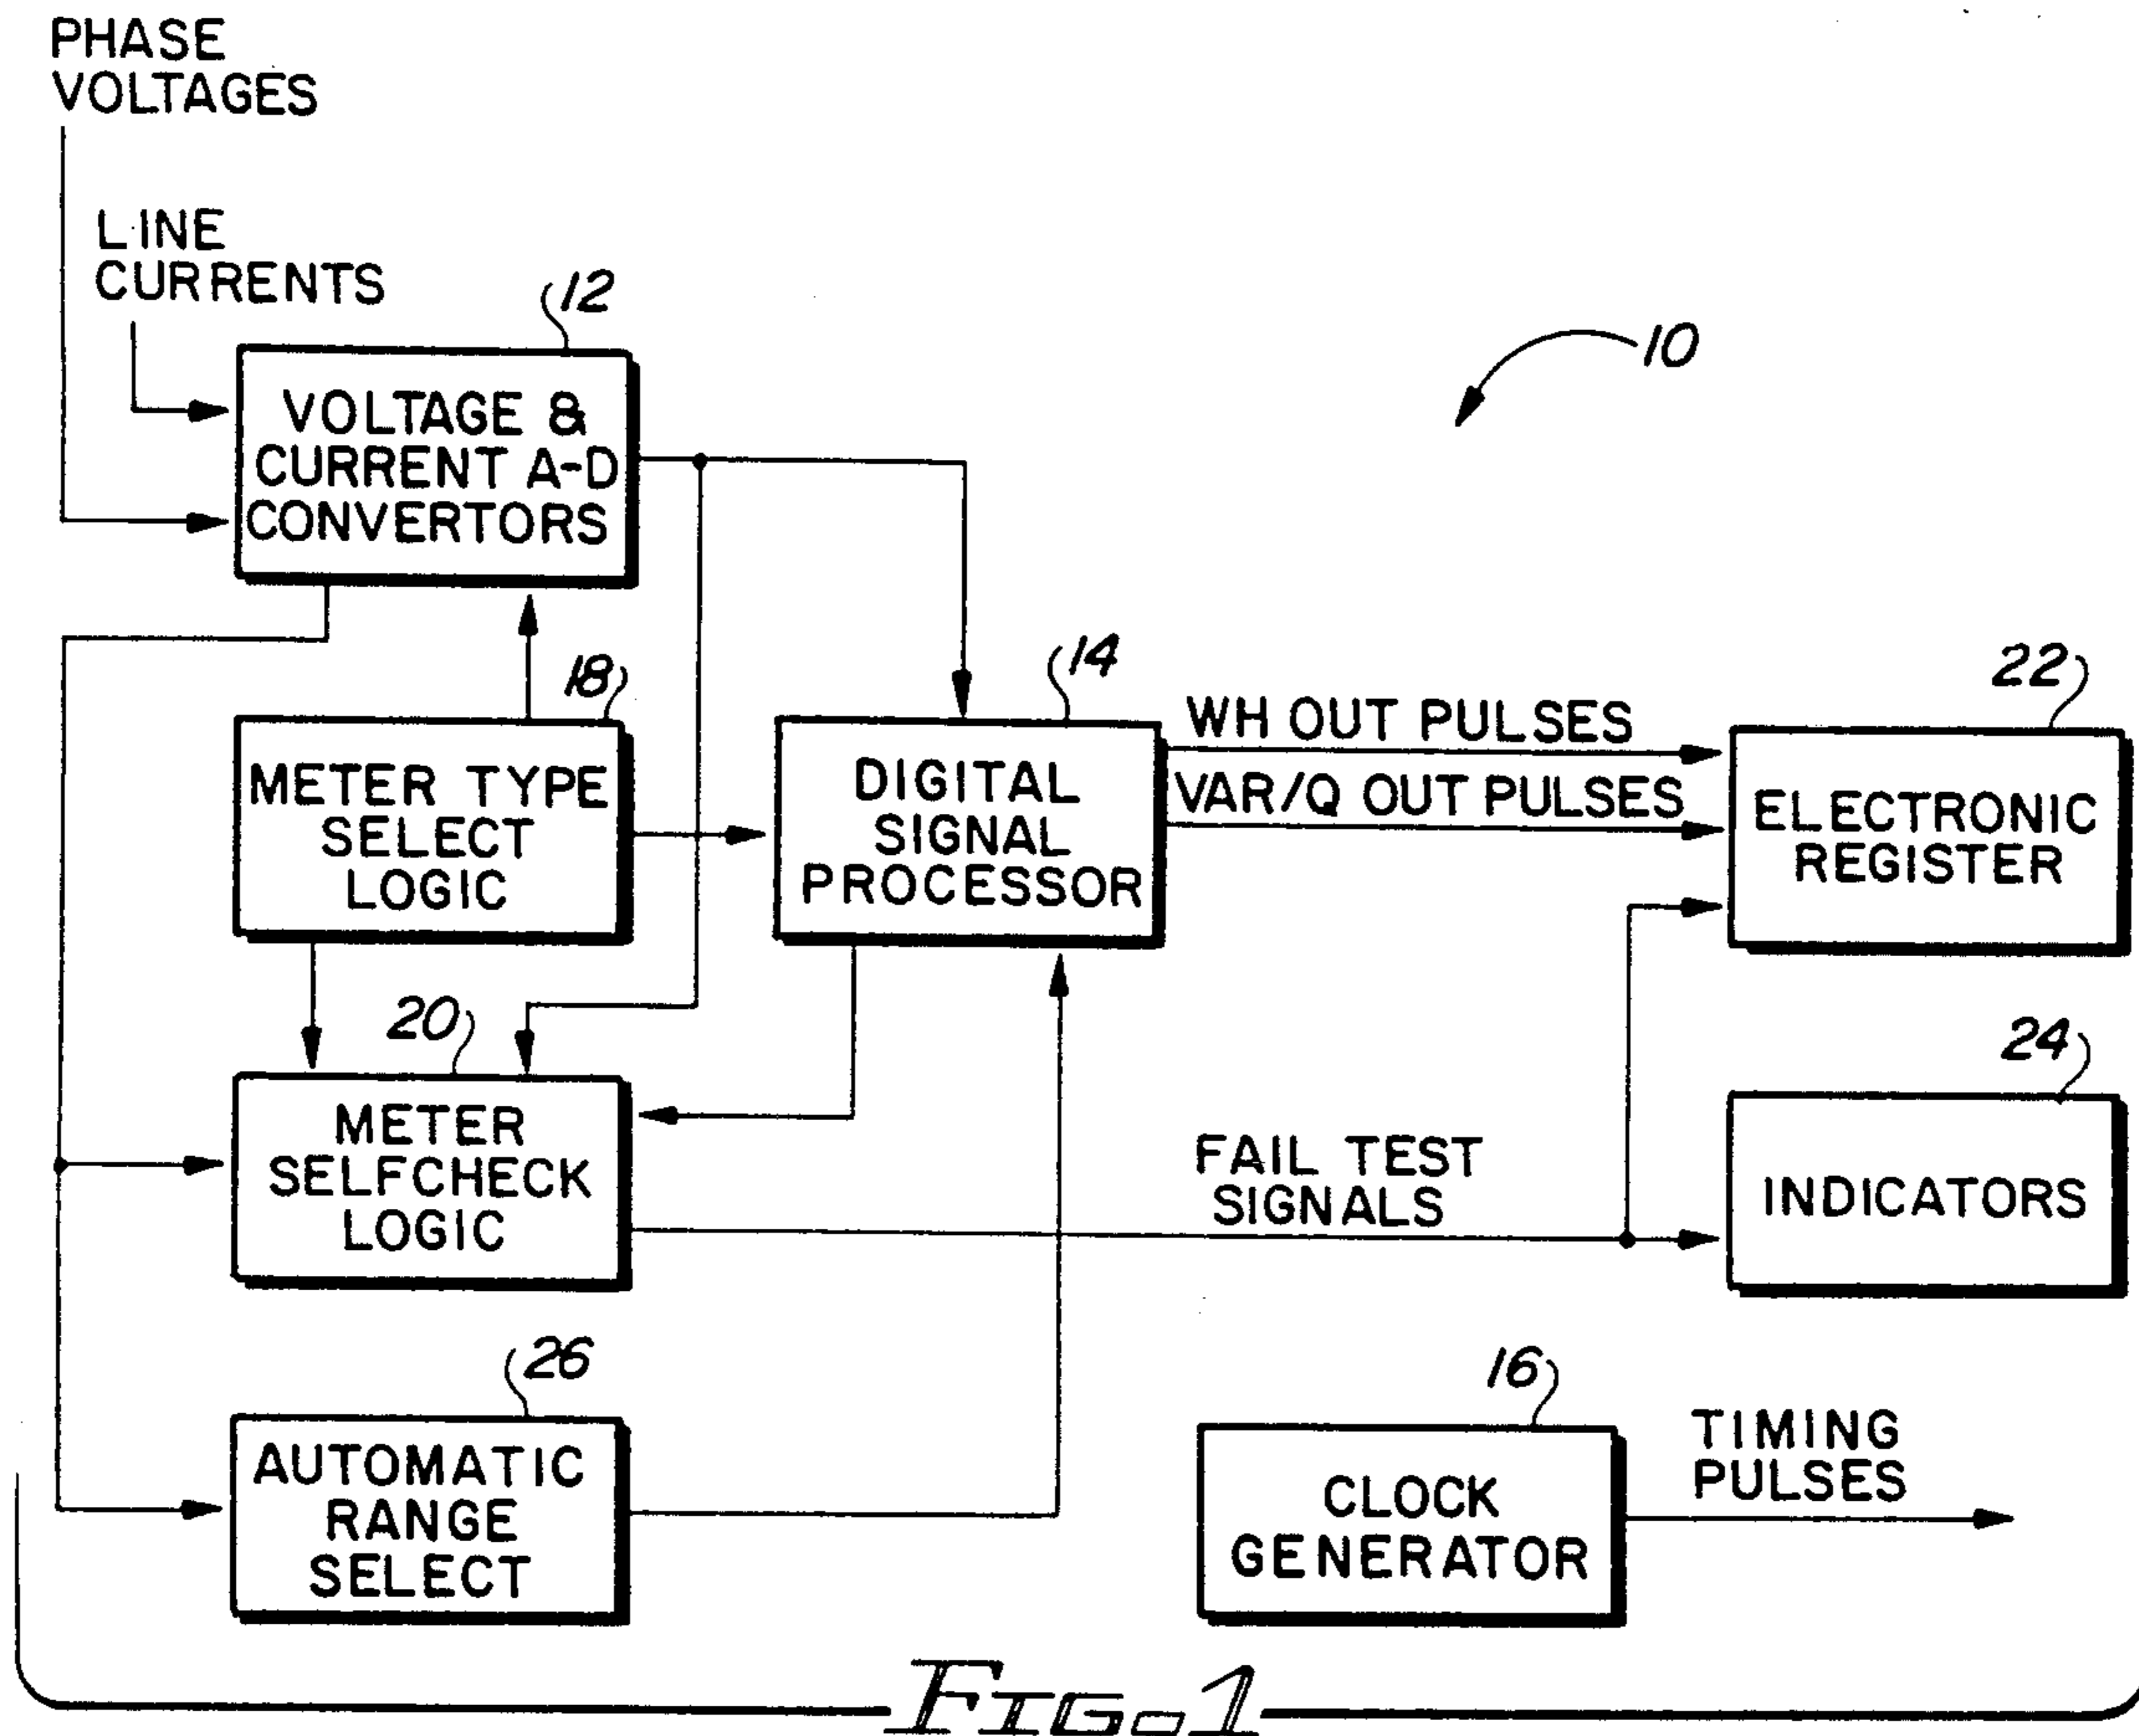 PHASE
VOLTAGES
LINE
CURRENTS
12
VOLTAGE &
CURRENT A-D
CONVERTORS
10
18
METER TYPE
SELECT
LOGIC
14
DIGITAL
SIGNAL
PROCESSOR
WH OUT PULSES
VAR/Q OUT PULSES
22
ELECTRONIC
REGISTER
20
METER
SELFCHECK
LOGIC
FAIL TEST
SIGNALS
24
INDICATORS
26
AUTOMATIC
RANGE
SELECT
16
CLOCK
GENERATOR
TIMING
PULSES
FIG. 1